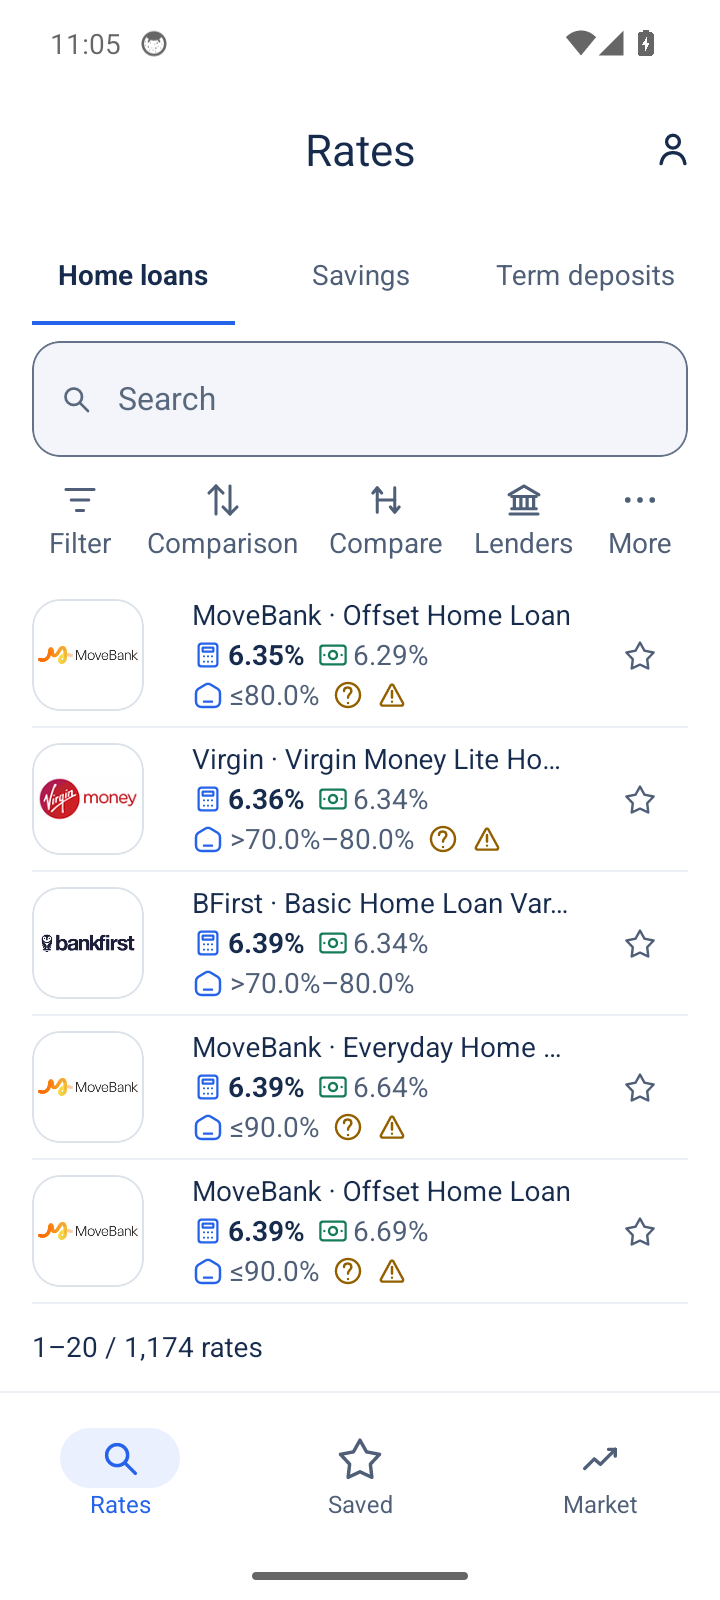 11:05
Rates
Home loans
Savings
Term deposits
Search
Filter
Comparison
Compare
Lenders
More
MoveBank
MoveBank · Offset Home Loan
6.35% 6.29%
≤80.0%
Virgin money
Virgin · Virgin Money Lite Ho...
6.36% 6.34%
>70.0%–80.0%
bankfirst
BFirst · Basic Home Loan Var...
6.39% 6.34%
>70.0%–80.0%
MoveBank
MoveBank · Everyday Home ...
6.39% 6.64%
≤90.0%
MoveBank
MoveBank · Offset Home Loan
6.39% 6.69%
≤90.0%
1–20 / 1,174 rates
Rates
Saved
Market